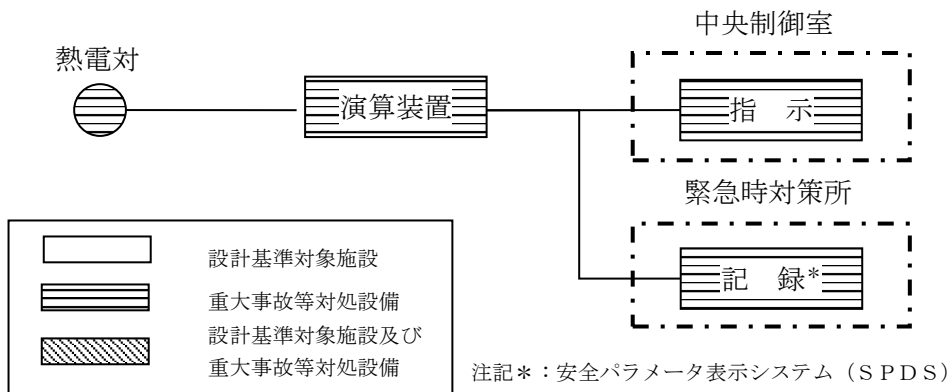 中央制御室
熱電対
演算装置
指　示
緊急時対策所
記　録*
設計基準対象施設
重大事故等対処設備
設計基準対象施設及び
重大事故等対処設備
注記＊：安全パラメータ表示システム（ＳＰＤＳ）